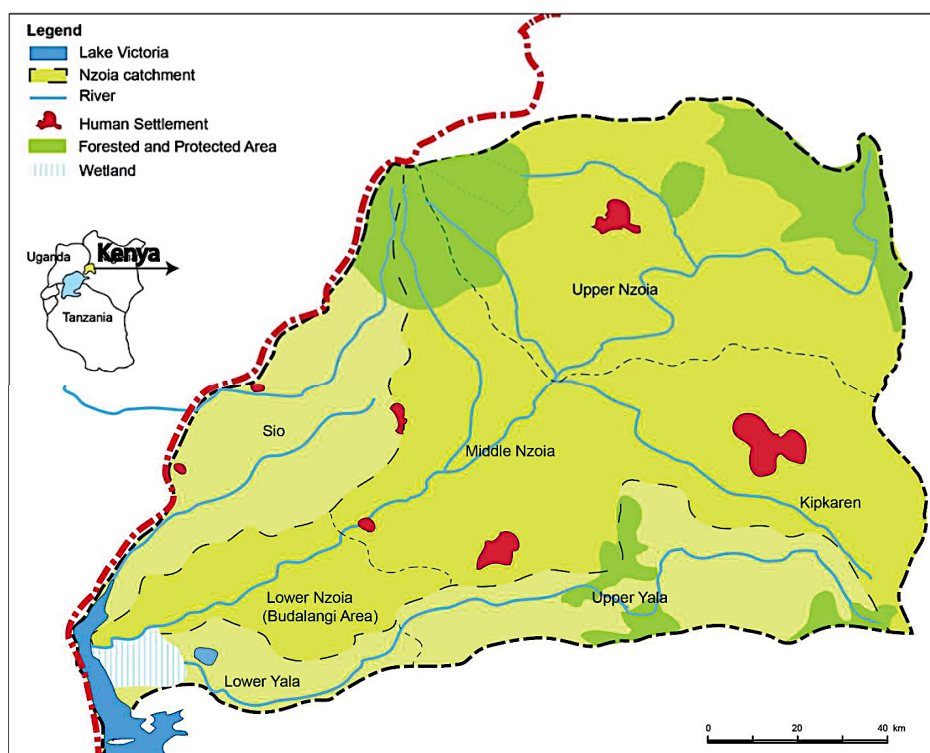 Legend
Lake Victoria
Nzoia catchment
River
Human Settlement
Forested and Protected Area
Wetland
Uganda
Kenya
Tanzania
Upper Nzoia
Sio
Middle Nzoia
Kipkaren
Lower Nzoia
(Budalangi Area)
Upper Yala
Lower Yala
0 20 40 km